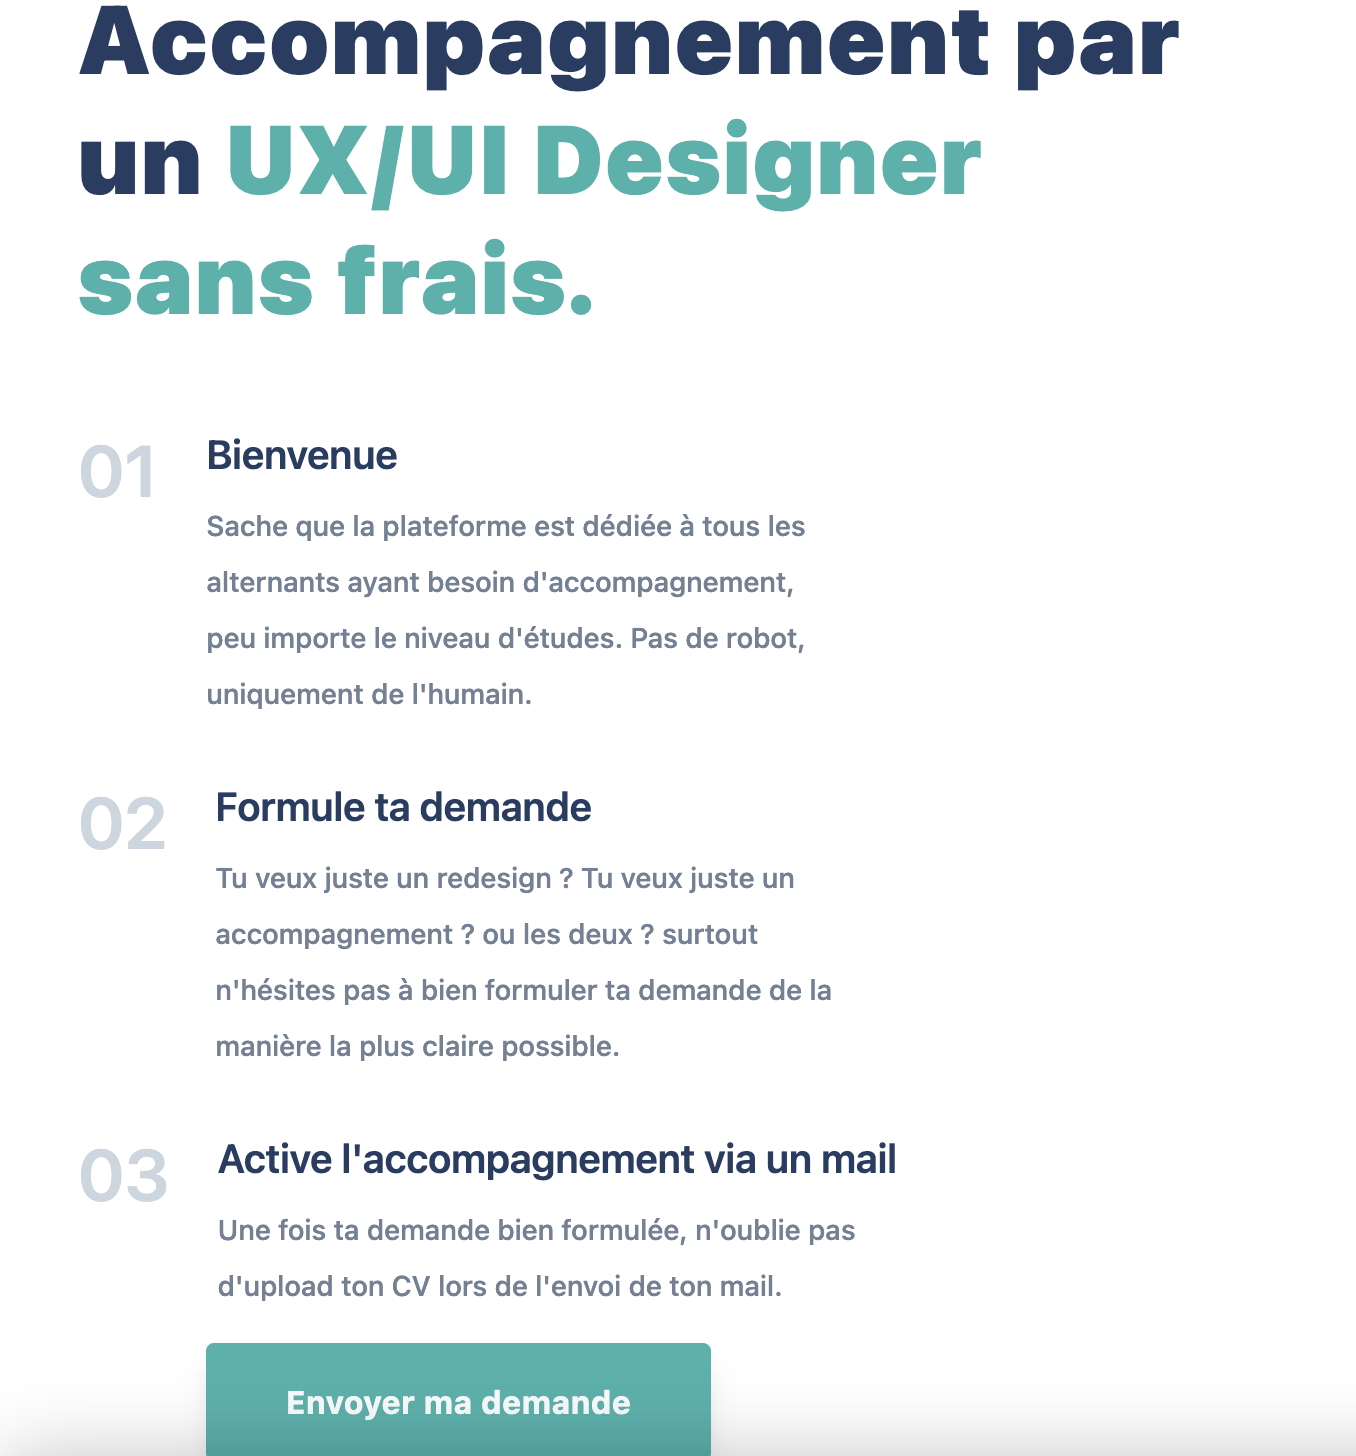 Accompagnement par
un UX/UI Designer
sans frais.
01
Bienvenue
Sache que la plateforme est dédiée à tous les
alternants ayant besoin d'accompagnement,
peu importe le niveau d'études. Pas de robot,
uniquement de l'humain.
02
Formule ta demande
Tu veux juste un redesign ? Tu veux juste un
accompagnement ? ou les deux ? surtout
n'hésites pas à bien formuler ta demande de la
manière la plus claire possible.
03
Active l'accompagnement via un mail
Une fois ta demande bien formulée, n'oublie pas
d'upload ton CV lors de l'envoi de ton mail.
Envoyer ma demande